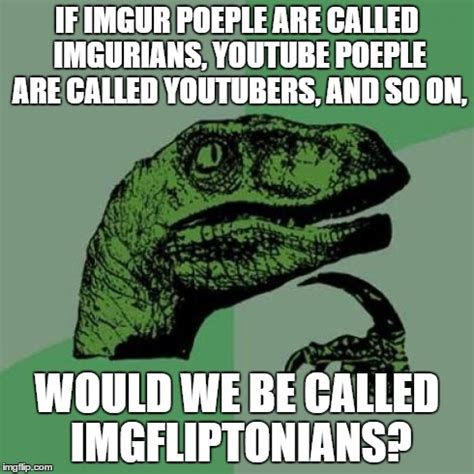 IF IMGUR POEPLE ARE CALLED
IMGURIANS, YOUTUBE POEPLE
ARE CALLED YOUTUBERS, AND SO ON,
WOULD WE BE CALLED
IMGFLIPTONIANS?
imgflip.com